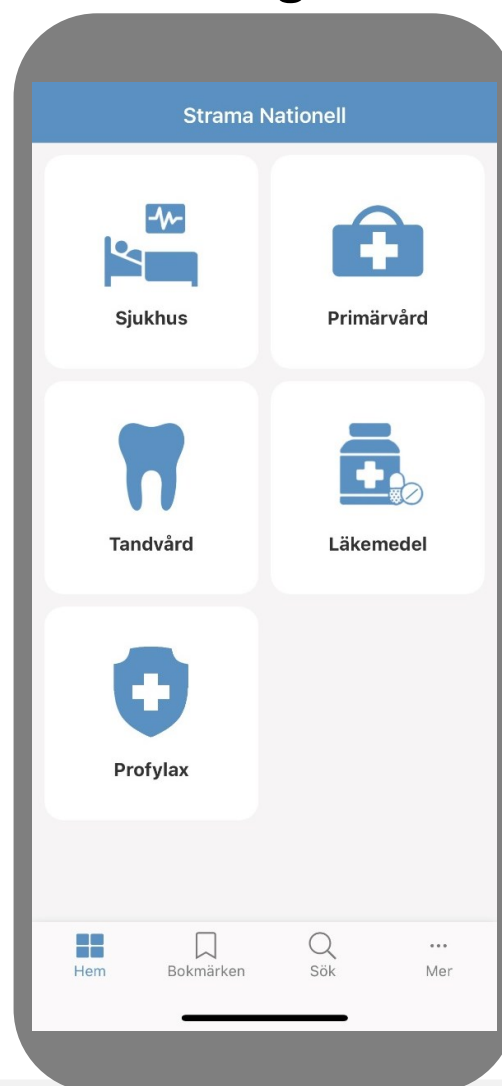 Strama Nationell
Sjukhus
Primärvård
Tandvård
Läkemedel
Profylax
Hem
Bokmärken
Sök
Mer